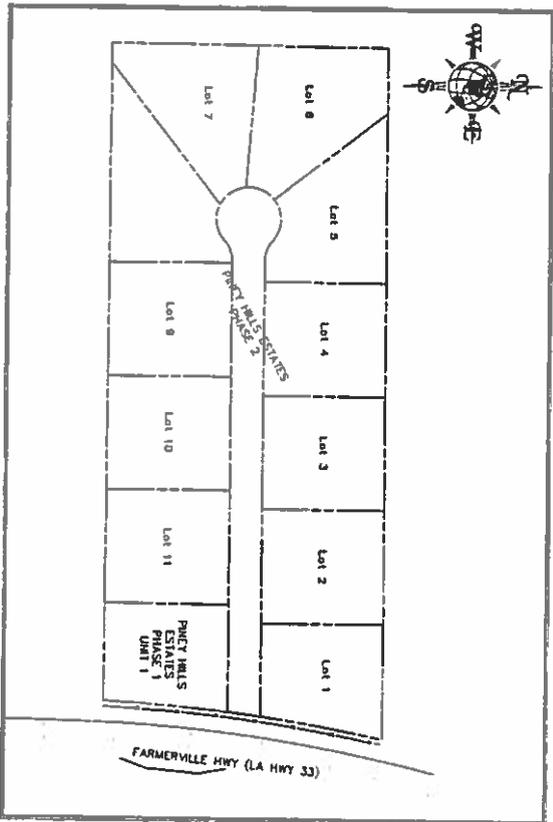 W
S
N
E
Lot 7
Lot 6
Lot 5
PINEY HILLS ESTATES
PHASE 2
Lot 9
Lot 4
Lot 10
Lot 3
Lot 11
Lot 2
PINEY HILLS
ESTATES
PHASE 1
UNIT 1
Lot 1
FARMERVILLE HWY (LA HWY 33)